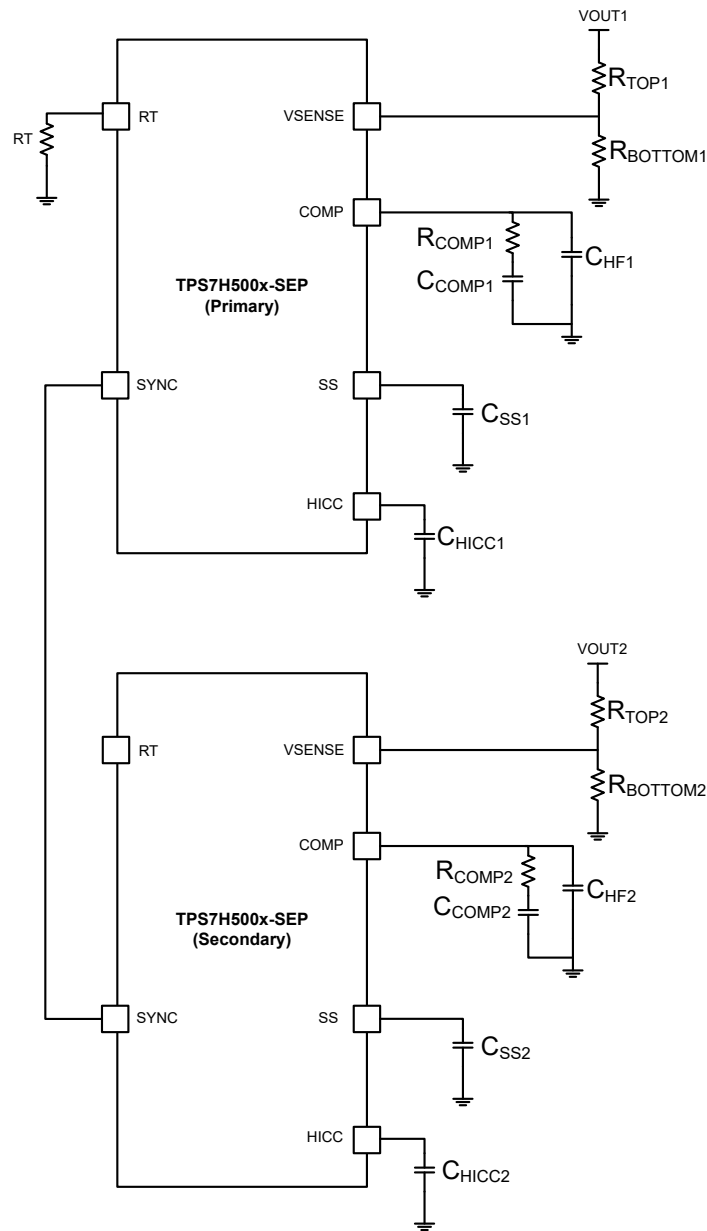 VOUT1
RTOP1
RT
VSENSE
RT
RBOTTOM1
COMP
RCOMP1
CHF1
CCOMP1
TPS7H500x-SEP
(Primary)
SYNC
SS
CSS1
HICC
CHICC1
VOUT2
RTOP2
RT
VSENSE
RBOTTOM2
COMP
RCOMP2
CHF2
CCOMP2
TPS7H500x-SEP
(Secondary)
SYNC
SS
CSS2
HICC
CHICC2